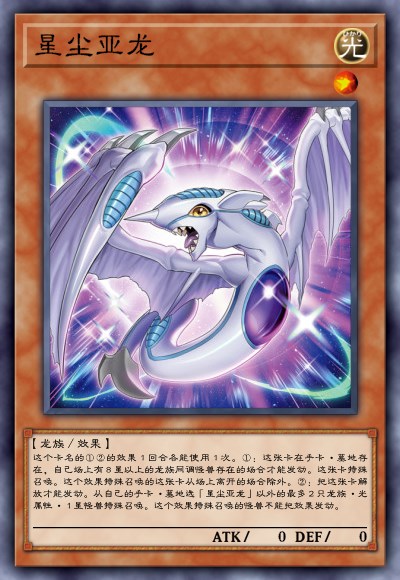 星尘亚龙
光
【龙族／效果】
这个卡名的①②的效果1回合各能使用1次。①：这张卡在手卡·墓地存
在，自己场上有8星以上的龙族同调怪兽存在的场合才能发动。这张卡特殊
召唤。这个效果特殊召唤的这张卡从场上离开的场合除外。②：把这张卡解
放才能发动。从自己的手卡·墓地选「星尘亚龙」以外的最多2只龙族·光
属性·1星怪兽特殊召唤。这个效果特殊召唤的怪兽不能把效果发动。
ATK/ 0 DEF/ 0